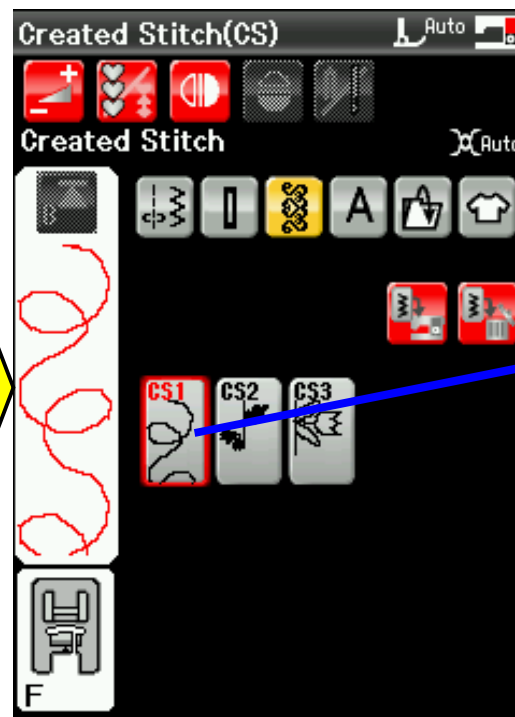 Created Stitch(CS)
Auto
Created Stitch
Auto
B
A
CS1
CS2
CS3
F